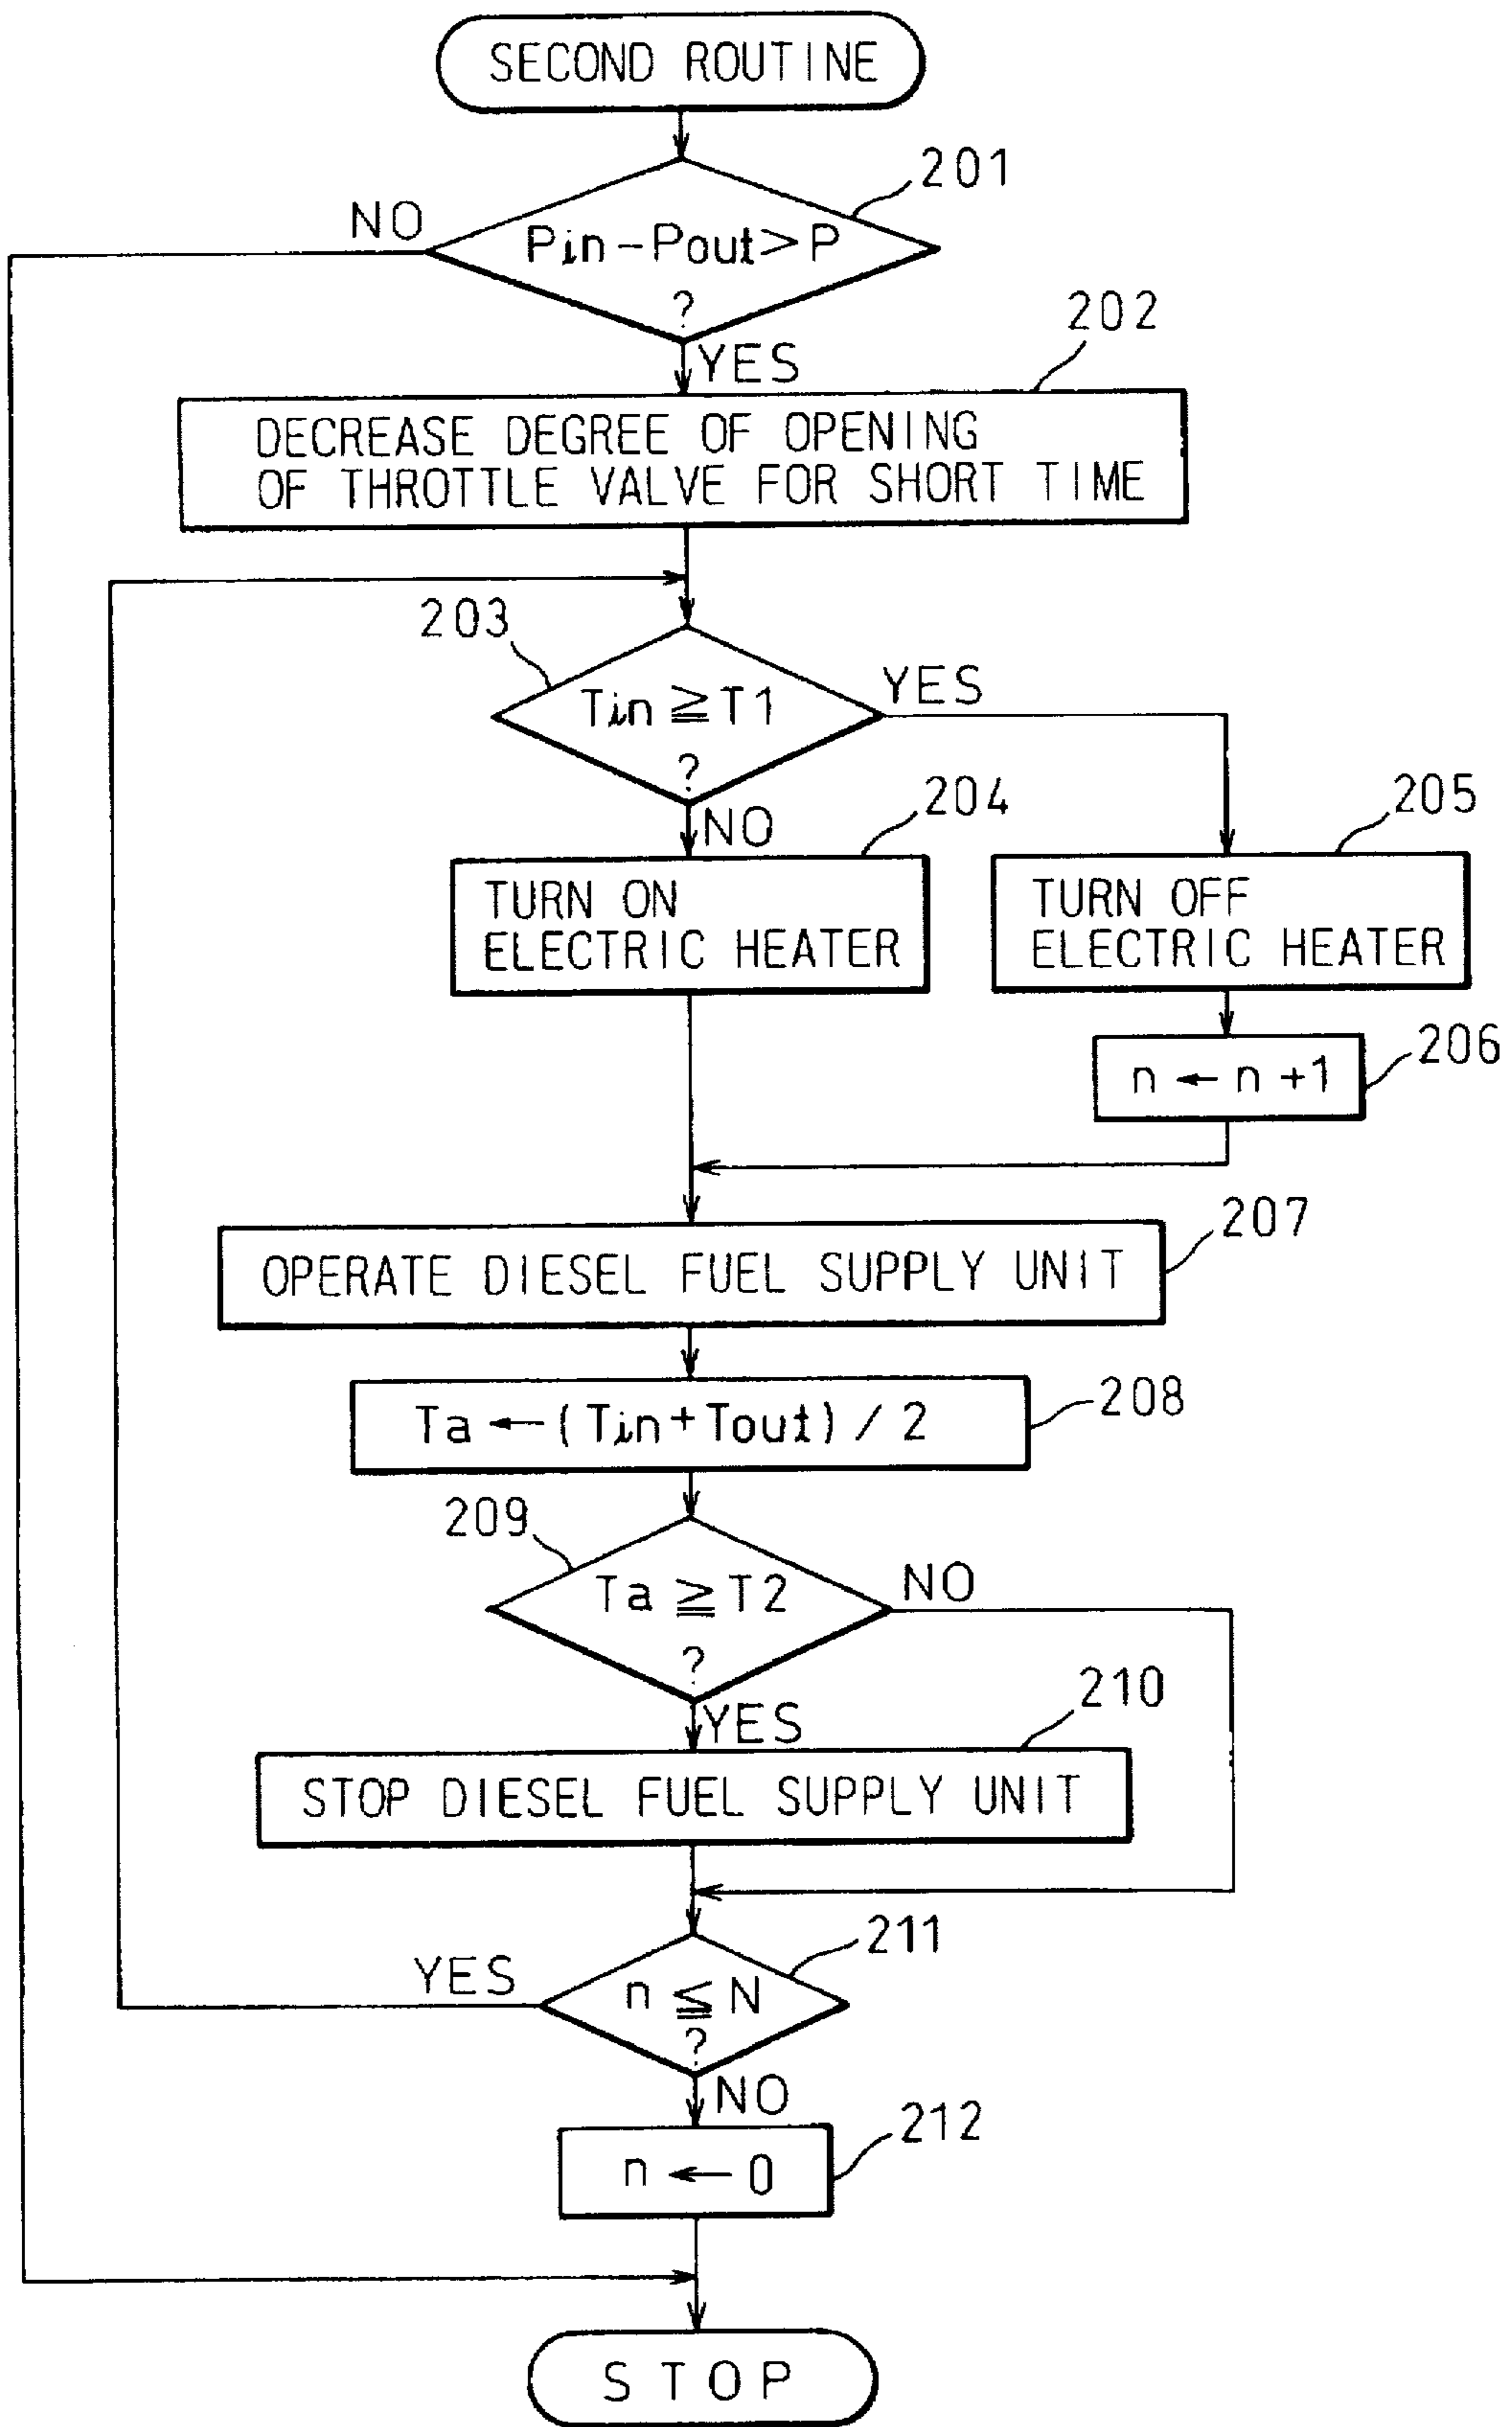 SECOND ROUTINE
201
NO
Pin-Pout>P
?
YES
202
DECREASE DEGREE OF OPENING
OF THROTTLE VALVE FOR SHORT TIME
203
Tin ≧ T1
?
YES
NO
204
TURN ON
ELECTRIC HEATER
205
TURN OFF
ELECTRIC HEATER
206
n ← n +1
207
OPERATE DIESEL FUEL SUPPLY UNIT
208
Ta ← (Tin+Tout) / 2
209
Ta ≧ T2
?
NO
YES
210
STOP DIESEL FUEL SUPPLY UNIT
211
YES
n ≦ N
?
NO
212
n ← 0
STOP